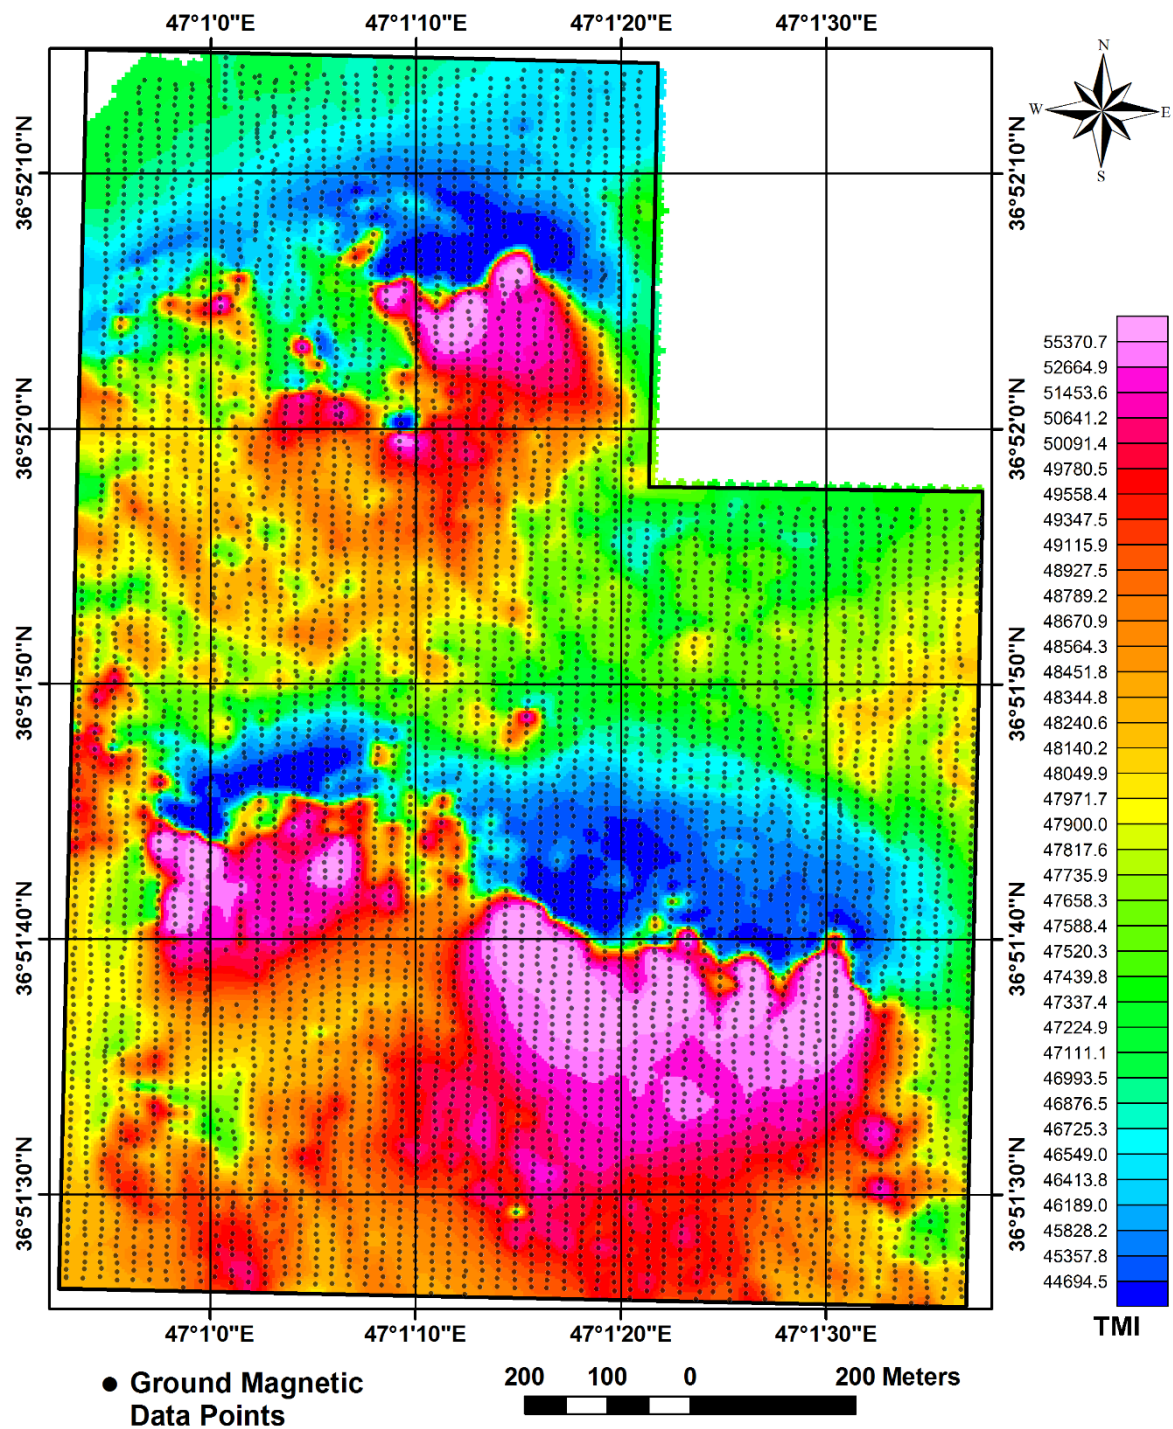 47°1'0"E 47°1'10"E 47°1'20"E 47°1'30"E
N
W E
S
36°52'10"N 36°52'10"N
36°52'0"N 36°52'0"N
36°51'50"N 36°51'50"N
36°51'40"N 36°51'40"N
36°51'30"N 36°51'30"N
55370.7
52664.9
51453.6
50641.2
50091.4
49780.5
49558.4
49347.5
49115.9
48927.5
48789.2
48670.9
48564.3
48451.8
48344.8
48240.6
48140.2
48049.9
47971.7
47900.0
47817.6
47735.9
47658.3
47588.4
47520.3
47439.8
47337.4
47224.9
47111.1
46993.5
46876.5
46725.3
46549.0
46413.8
46189.0
45828.2
45357.8
44694.5
TMI
47°1'0"E 47°1'10"E 47°1'20"E 47°1'30"E
Ground Magnetic
Data Points
200 100 0 200 Meters